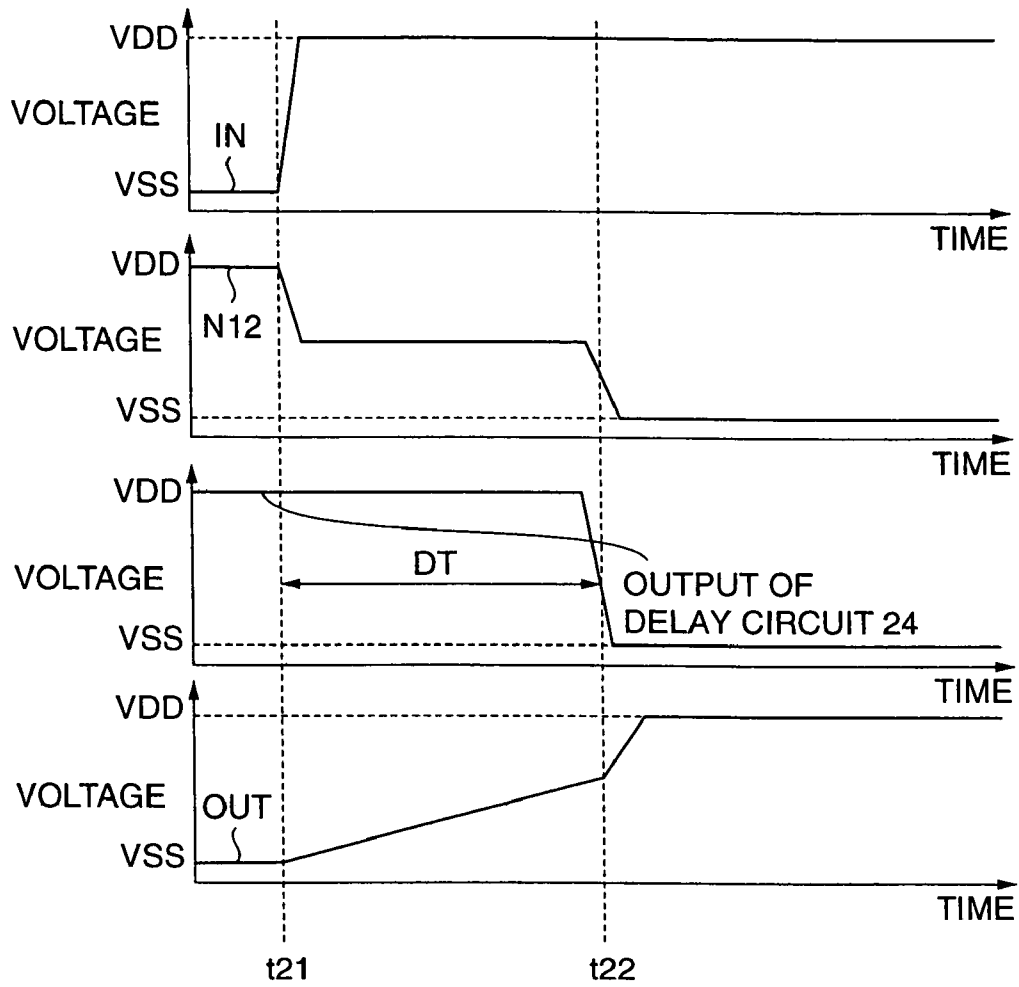 VDD
VOLTAGE
IN
VSS
TIME
VDD
N12
VOLTAGE
VSS
TIME
VDD
VOLTAGE
DT
OUTPUT OF
DELAY CIRCUIT 24
VSS
TIME
VDD
VOLTAGE
OUT
VSS
TIME
t21
t22